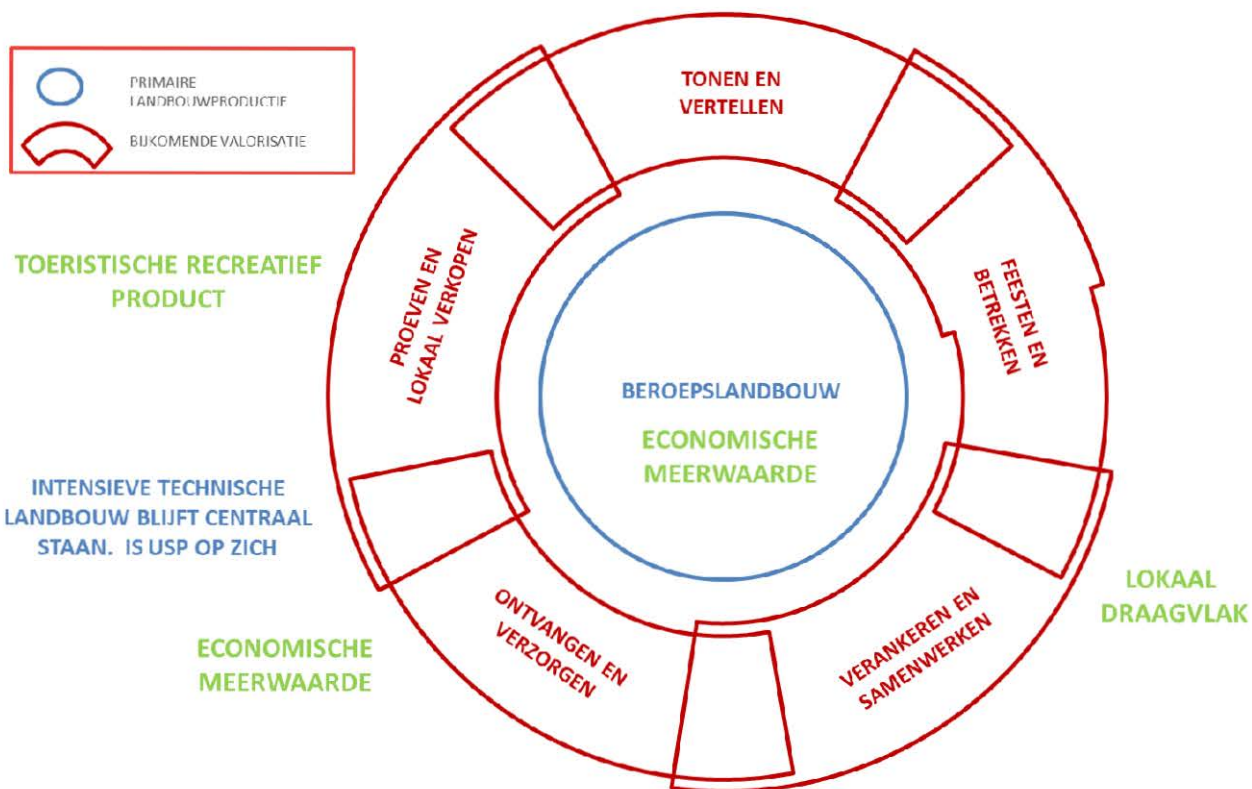 PRIMAIRE
LANDBOUWPRODUCTIE
BIJKOMENDE VALORISATIE
TONEN EN
VERTELLEN
FEESTEN EN
BETREKKEN
PROEVEN EN
LOKAAL VERKOPEN
TOERISTISCHE RECREATIEF
PRODUCT
BEROEPSLANDBOUW
ECONOMISCHE
MEERWAARDE
INTENSIEVE TECHNISCHE
LANDBOUW BLIJFT CENTRAAL
STAAN. IS USP OP ZICH
ONTVANGEN EN
VERZORGEN
VERANKEREN EN
SAMENWERKEN
LOKAAL
DRAAGVLAK
ECONOMISCHE
MEERWAARDE